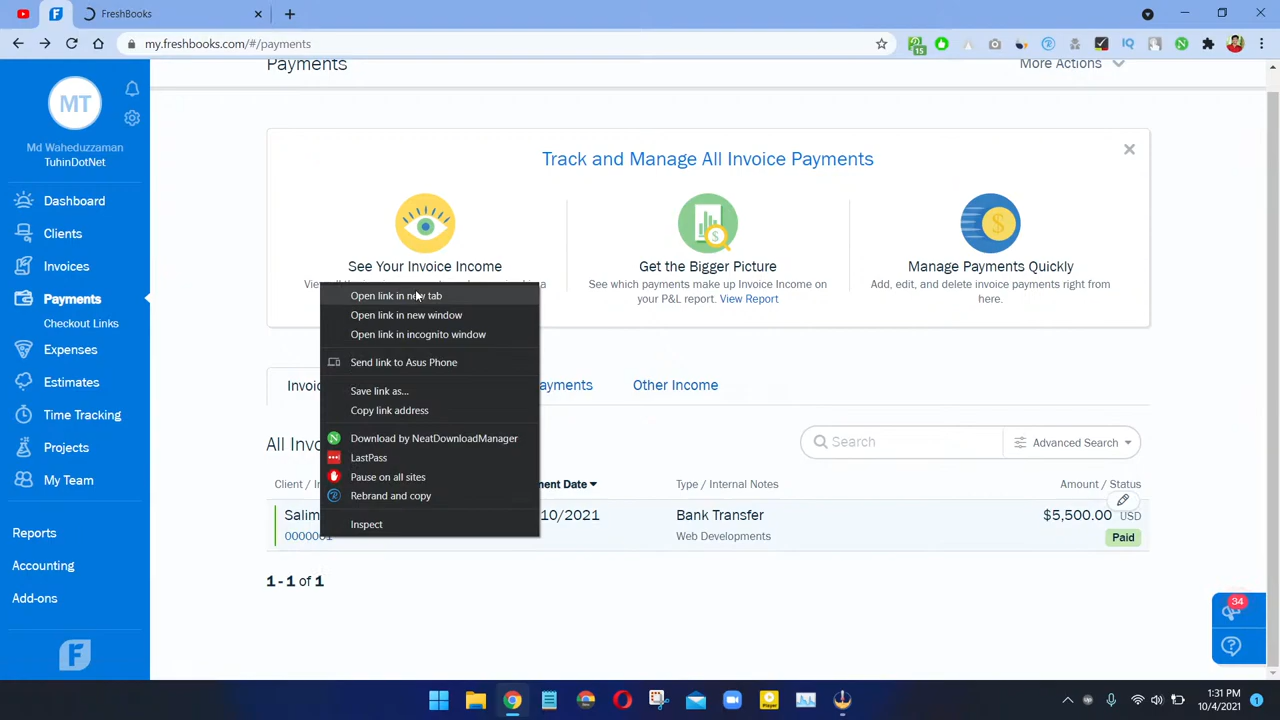 FreshBooks
my.freshbooks.com/#/payments
15
MT
Md Waheduzzaman
TuhinDotNet
Dashboard
Clients
Invoices
Payments
Checkout Links
Expenses
Estimates
Time Tracking
Projects
My Team
Reports
Accounting
Add-ons
Payments
More Actions
Track and Manage All Invoice Payments
See Your Invoice Income
Get the Bigger Picture
See which payments make up Invoice Income
on your P&L report. View Report
Manage Payments Quickly
Add, edit, and delete invoice payments right from
here.
Open link in new tab
Open link in new window
Open link in incognito window
Send link to Asus Phone
Save link as...
Copy link address
Download by NeatDownloadManager
LastPass
Pause on all sites
Rebrand and copy
Inspect
Invoic
ayments
Other Income
All Invo
Search
Advanced Search
Client / In
ment Date
Type / Internal Notes
Amount / Status
Salim
10/2021
Bank Transfer
$5,500.00 USD
0000001
Web Developments
Paid
1 - 1 of 1
34
Player
1:31 PM
10/4/2021
1